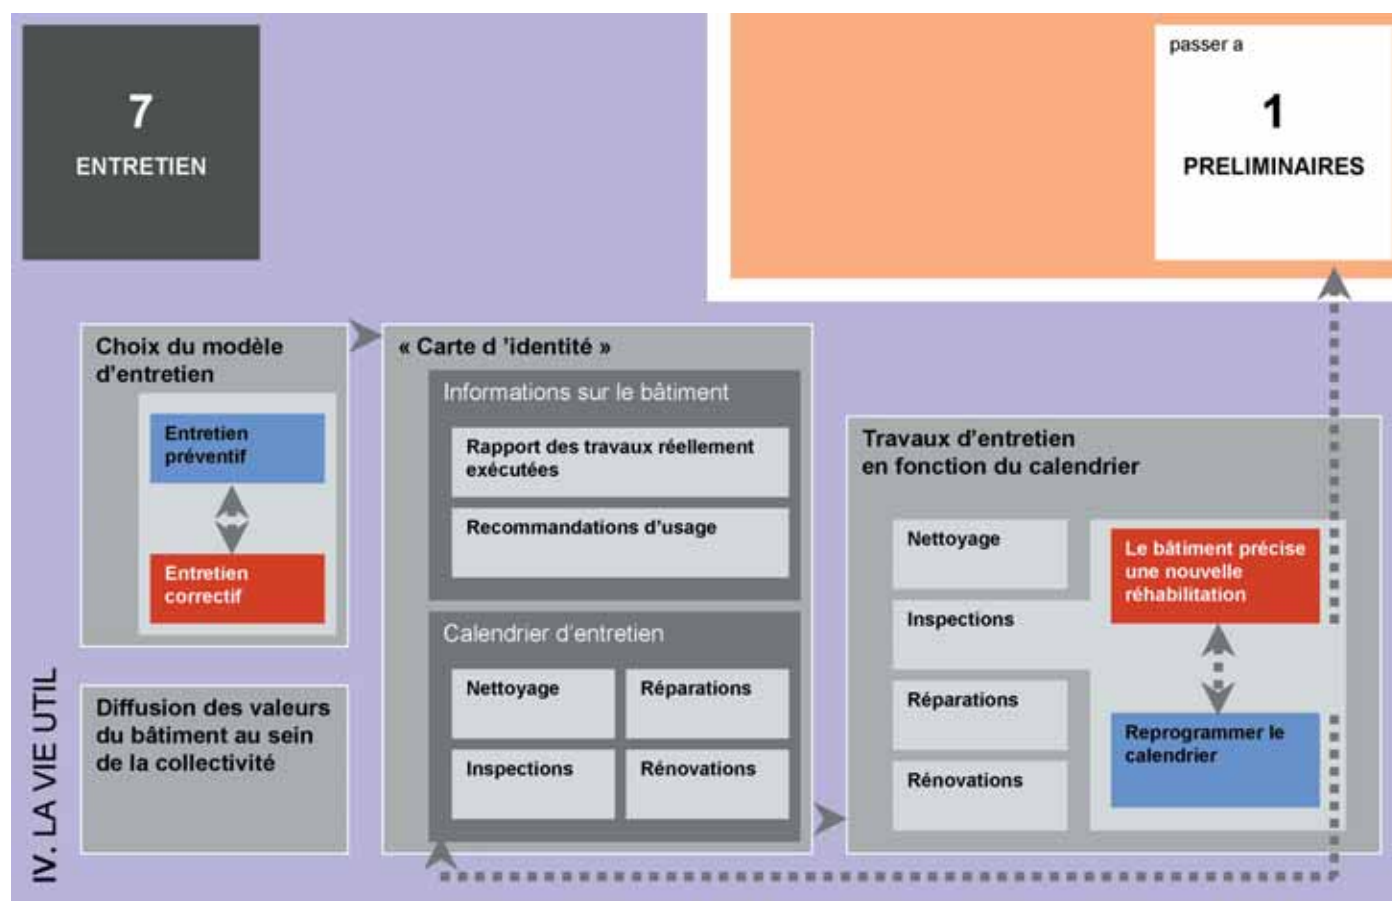 7
ENTRETIEN
passer a
1
PRELIMINAIRES
Choix du modèle
d'entretien
Entretien
préventif
Entretien
correctif
Diffusion des valeurs
du bâtiment au sein
de la collectivité
« Carte d 'identité »
Informations sur le bâtiment
Rapport des travaux réellement
exécutées
Recommandations d'usage
Calendrier d'entretien
Nettoyage
Réparations
Inspections
Rénovations
Travaux d'entretien
en fonction du calendrier
Nettoyage
Inspections
Réparations
Rénovations
Le bâtiment précise
une nouvelle
réhabilitation
Reprogrammer le
calendrier
IV. LA VIE UTIL